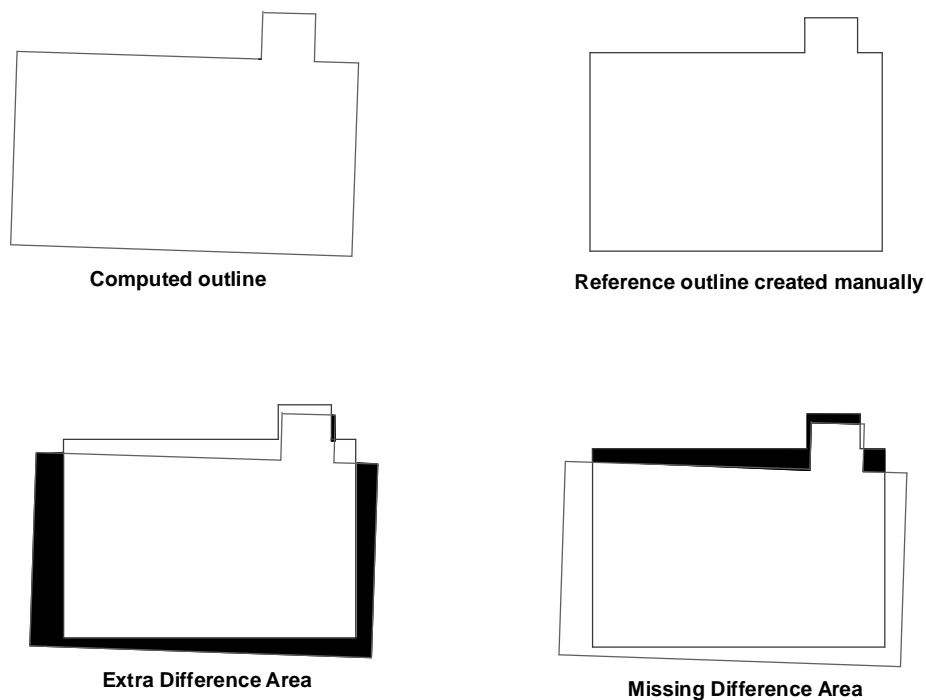 Computed outline
Reference outline created manually
Extra Difference Area
Missing Difference Area